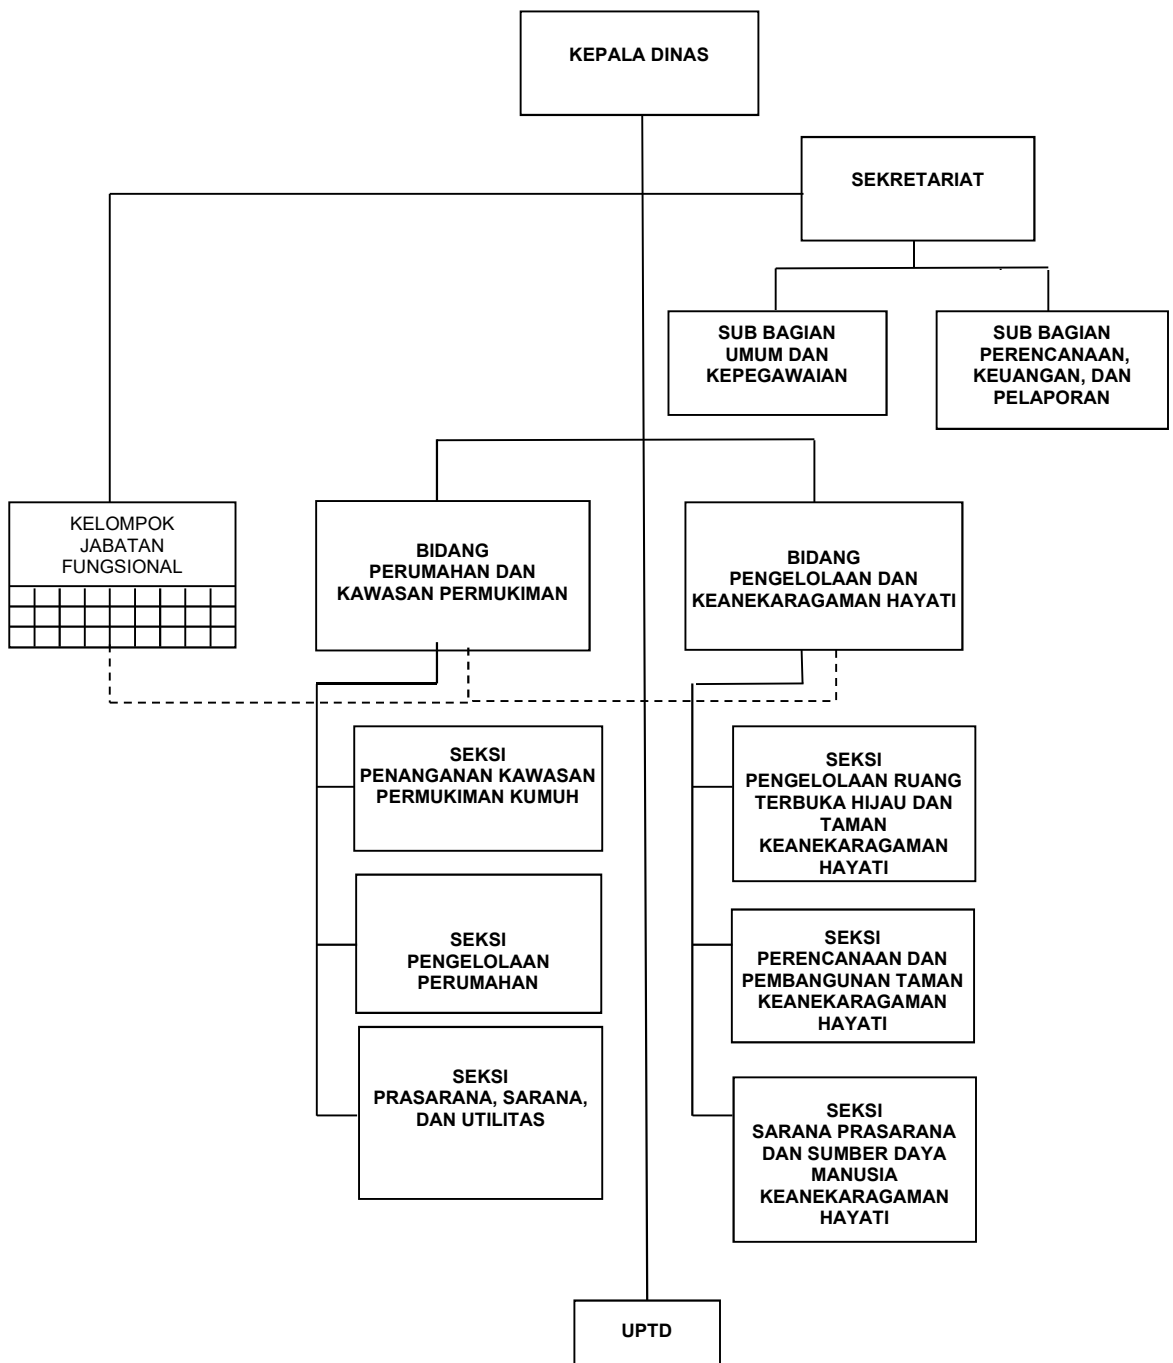 KEPALA DINAS
SEKRETARIAT
SUB BAGIAN
UMUM DAN
KEPEGAWAIAN
SUB BAGIAN
PERENCANAAN,
KEUANGAN, DAN
PELAPORAN
KELOMPOK
JABATAN
FUNGSIONAL
BIDANG
PERUMAHAN DAN
KAWASAN PERMUKIMAN
BIDANG
PENGELOLAAN DAN
KEANEKARAGAMAN HAYATI
SEKSI
PENANGANAN KAWASAN
PERMUKIMAN KUMUH
SEKSI
PENGELOLAAN
PERUMAHAN
SEKSI
PRASARANA, SARANA,
DAN UTILITAS
SEKSI
PENGELOLAAN RUANG
TERBUKA HIJAU DAN
TAMAN
KEANEKARAGAMAN
HAYATI
SEKSI
PERENCANAAN DAN
PEMBANGUNAN TAMAN
KEANEKARAGAMAN
HAYATI
SEKSI
SARANA PRASARANA
DAN SUMBER DAYA
MANUSIA
KEANEKARAGAMAN
HAYATI
UPTD